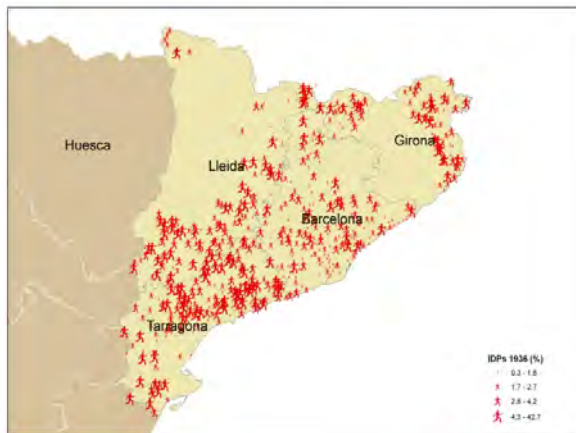 Huesca
Lleida
Girona
Barcelona
Tarragona
IDPs 1936 (%)
0.3 - 1.6
1.7 - 2.7
2.8 - 4.2
4.3 - 42.7